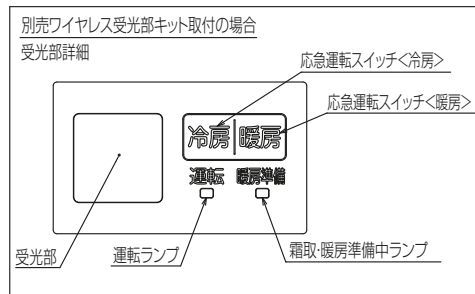 別売ワイヤレス受光部キット取付の場合
受光部詳細
応急運転スイッチ<冷房>
応急運転スイッチ<暖房>
冷房 暖房
運転 暖房準備
受光部
運転ランプ
霜取・暖房準備中ランプ